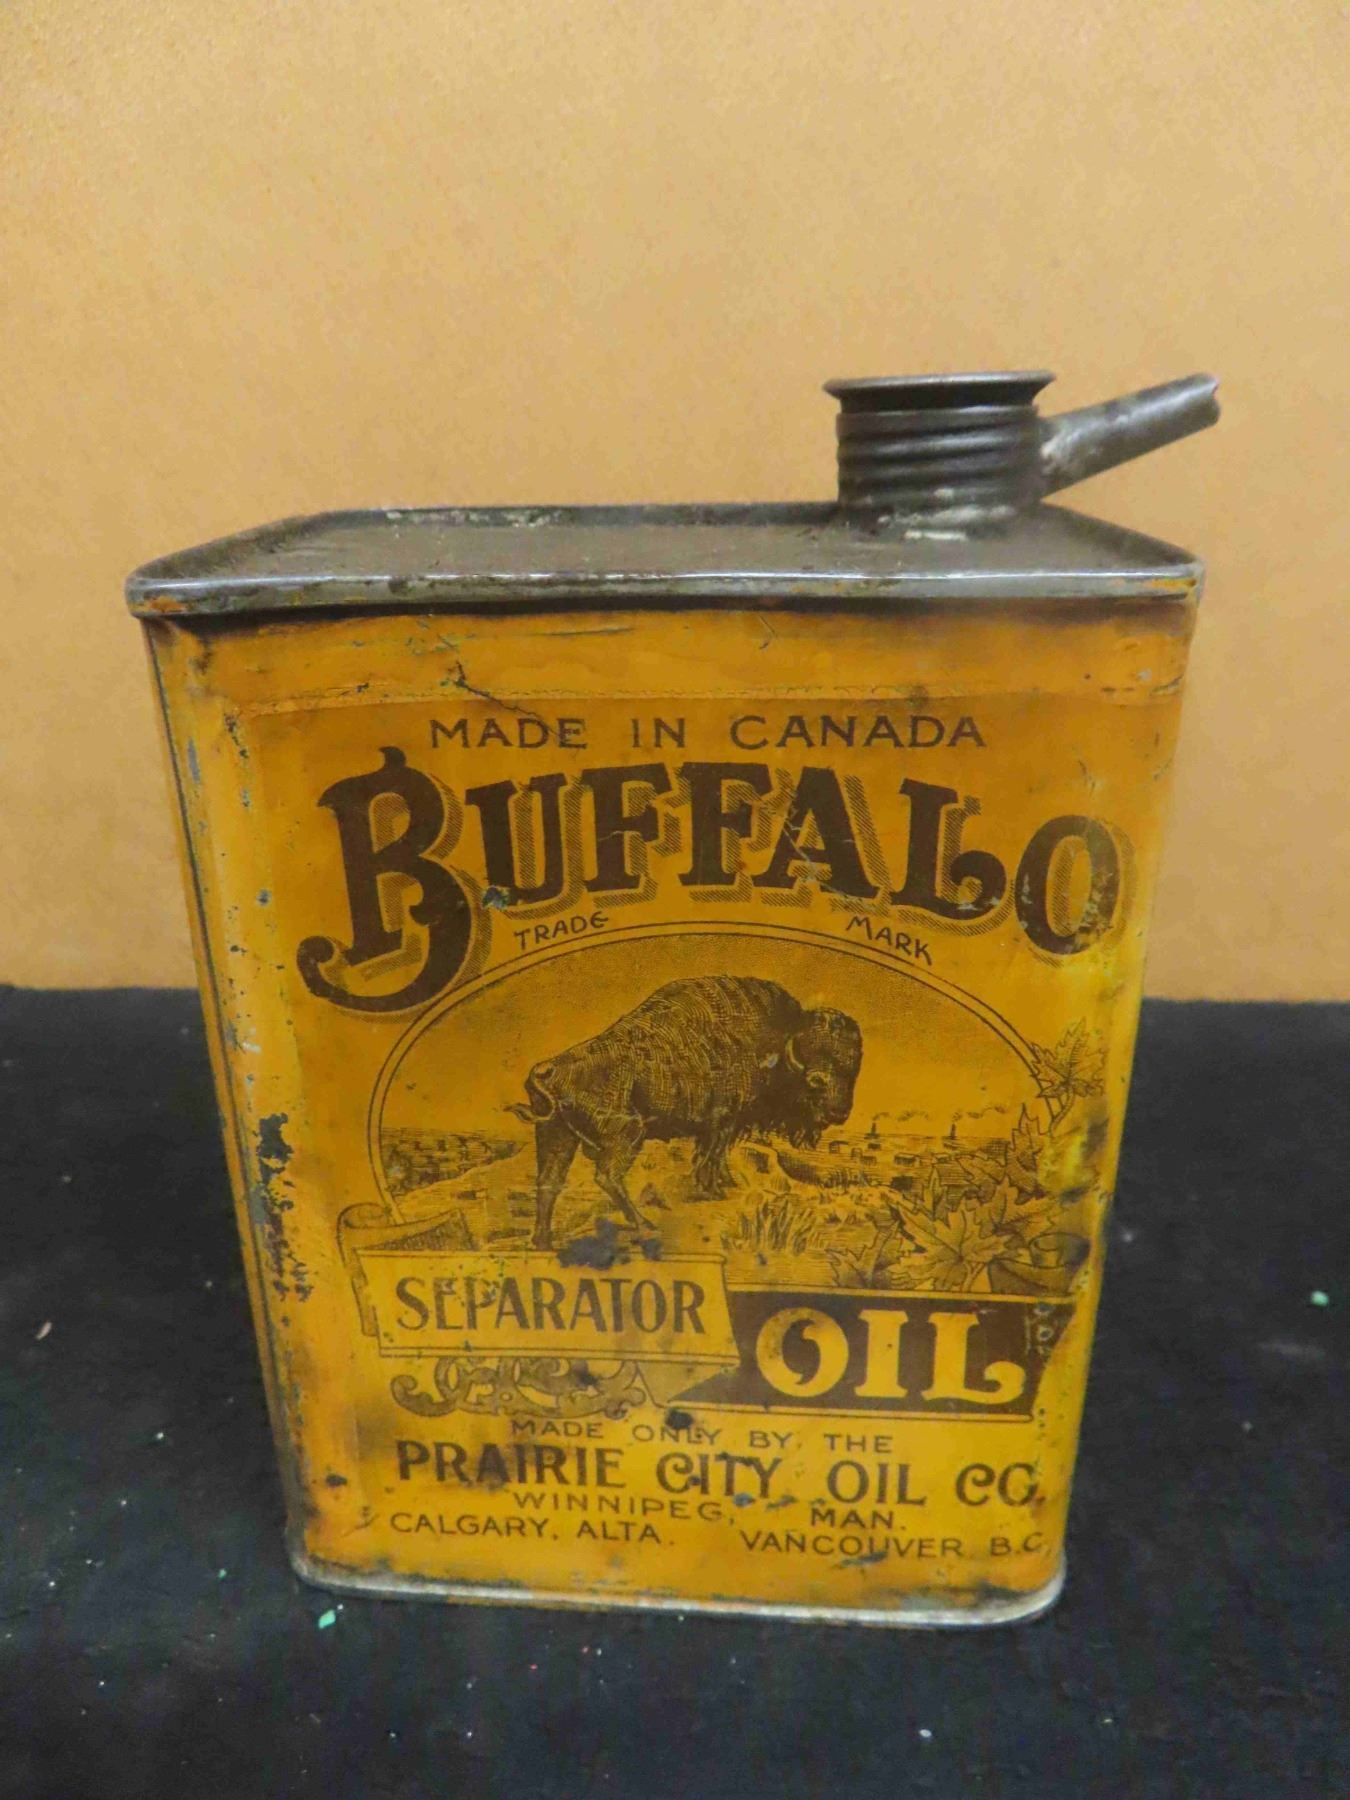 MADE IN CANADA
BUFFALO
TRADE MARK
SEPARATOR
OIL
MADE ONLY BY THE
PRAIRIE CITY OIL CO.
WINNIPEG, MAN.
CALGARY, ALTA. VANCOUVER B.C.